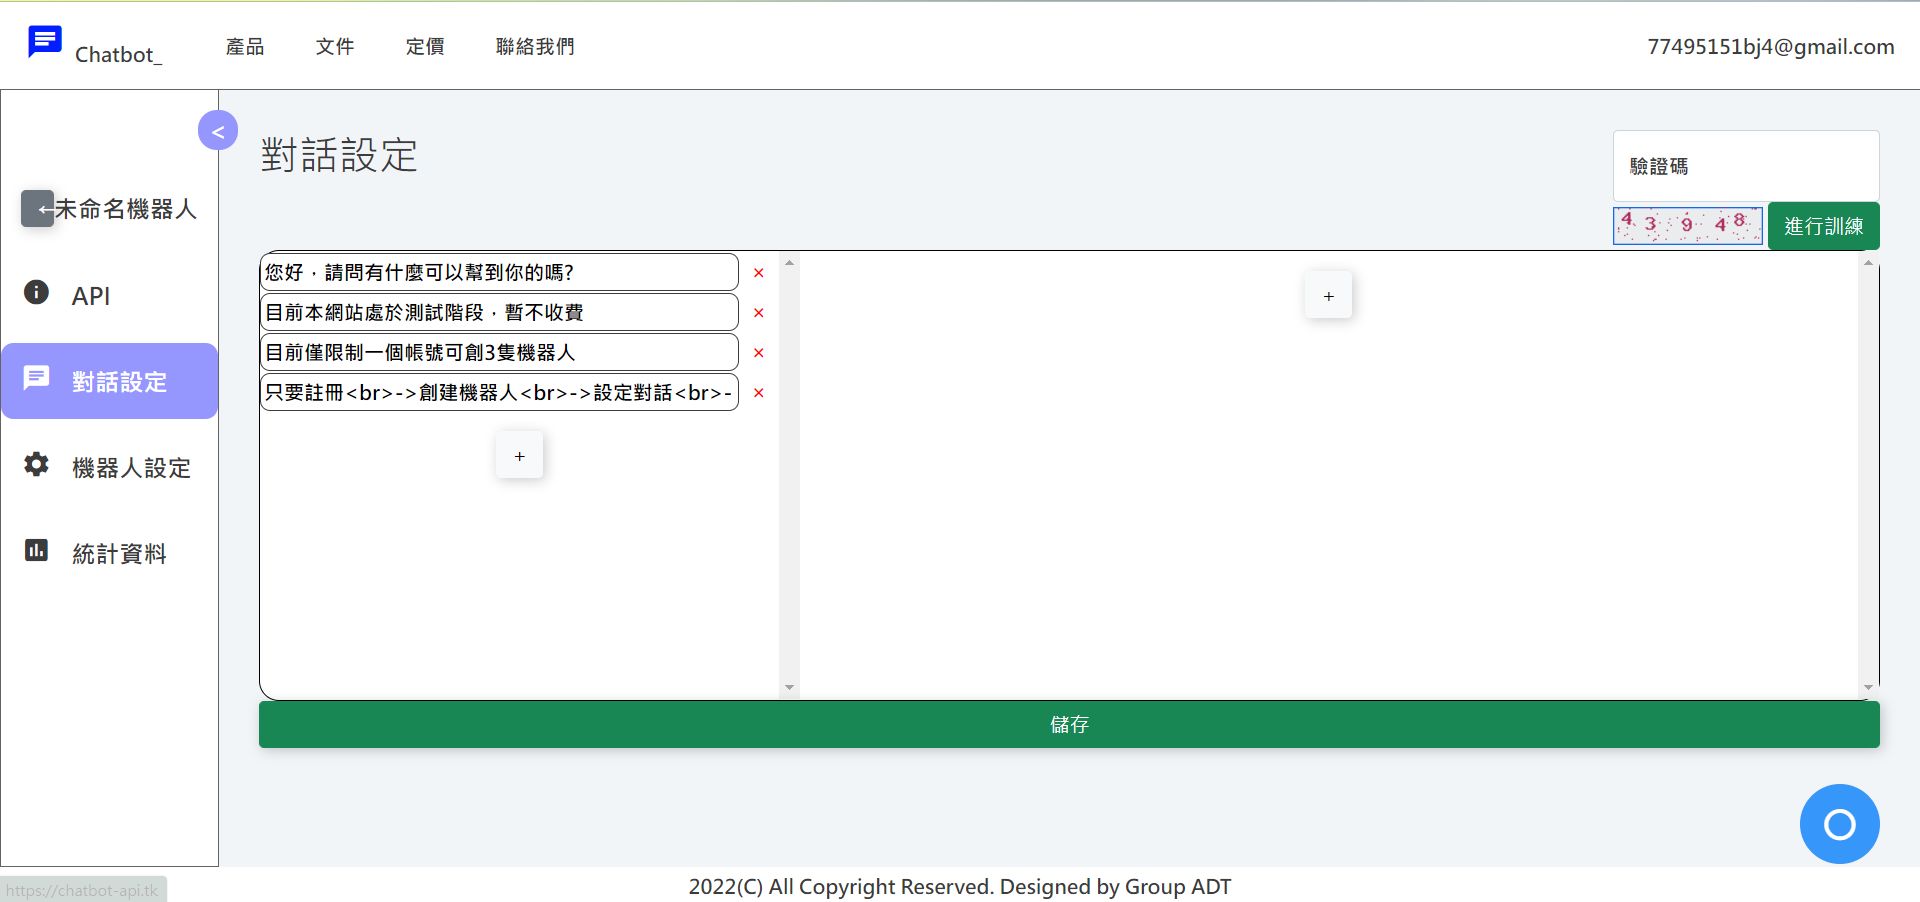 Chatbot_
產品
文件
定價
聯絡我們
77495151bj4@gmail.com
<
←未命名機器人
API
對話設定
機器人設定
統計資料
對話設定
驗證碼
4 3 9 4 8
進行訓練
您好，請問有什麼可以幫到你的嗎?
×
目前本網站處於測試階段，暫不收費
×
目前僅限制一個帳號可創3隻機器人
×
只要註冊<br>->創建機器人<br>->設定對話<br>-
×
+
+
儲存
2022(C) All Copyright Reserved. Designed by Group ADT
https://chatbot-api.tk